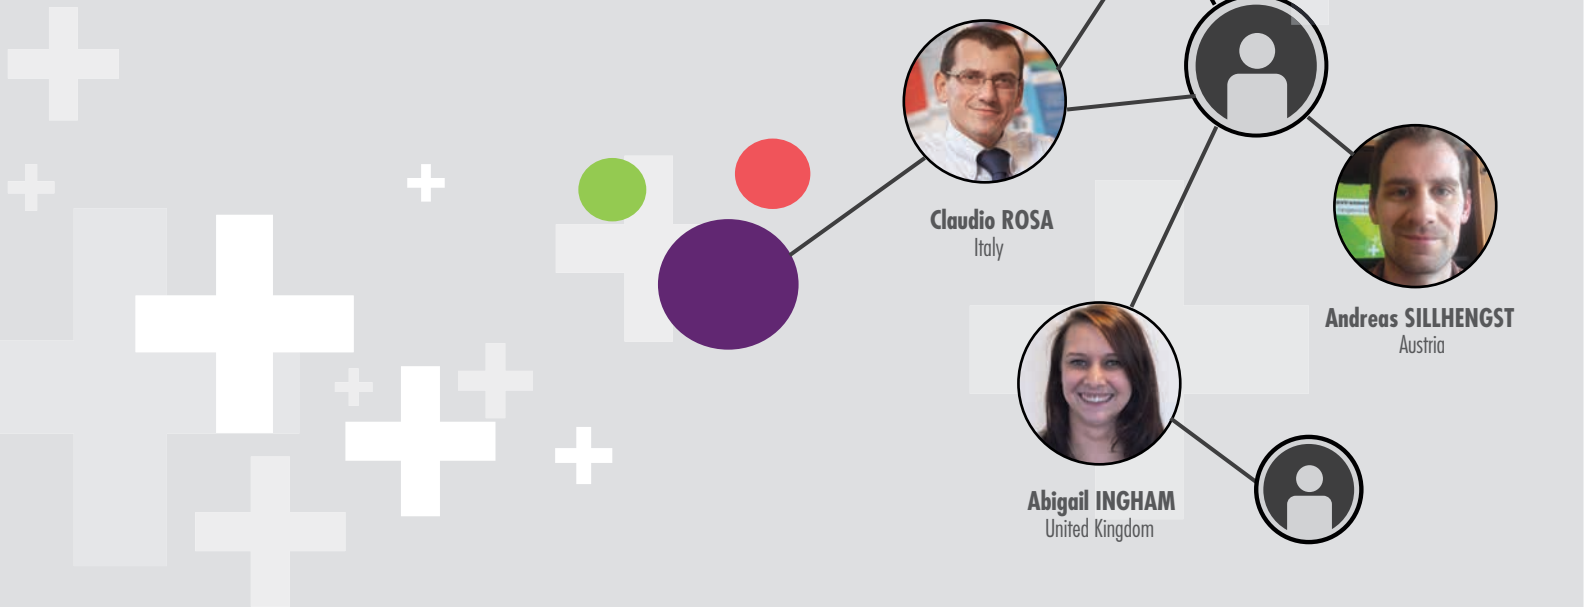 Claudio ROSA
Italy
Andreas SILLHENGST
Austria
Abigail INGHAM
United Kingdom